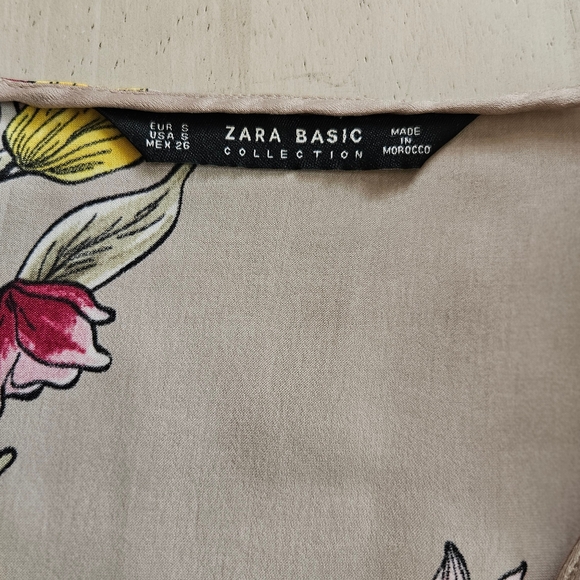 EUR S
USA S
MEX 26
ZARA BASIC
COLLECTION
MADE
IN
MOROCCO